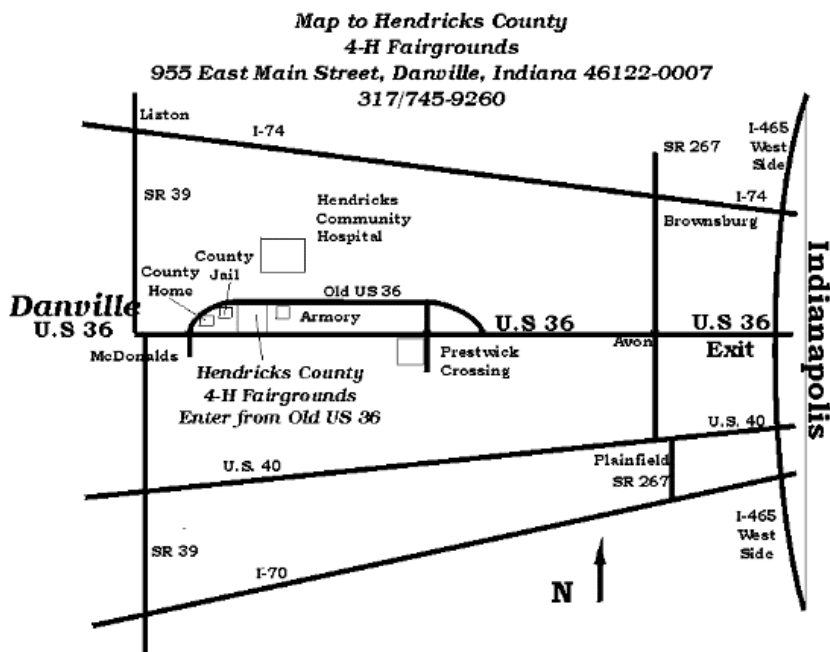 Map to Hendricks County
4-H Fairgrounds
955 East Main Street, Danville, Indiana 46122-0007
317/745-9260
Lizton
I-74
SR 39
SR 267
I-465
West
Side
I-74
Brownsburg
Hendricks
Community
Hospital
County
Jail
County
Home
Old US 36
Armory
Danville
U.S 36
U.S 36
U.S 36
Exit
Indianapolis
McDonalds
Avon
Prestwick
Crossing
Hendricks County
4-H Fairgrounds
Enter from Old US 36
U.S. 40
U.S. 40
Plainfield
SR 267
SR 39
I-70
I-465
West
Side
N